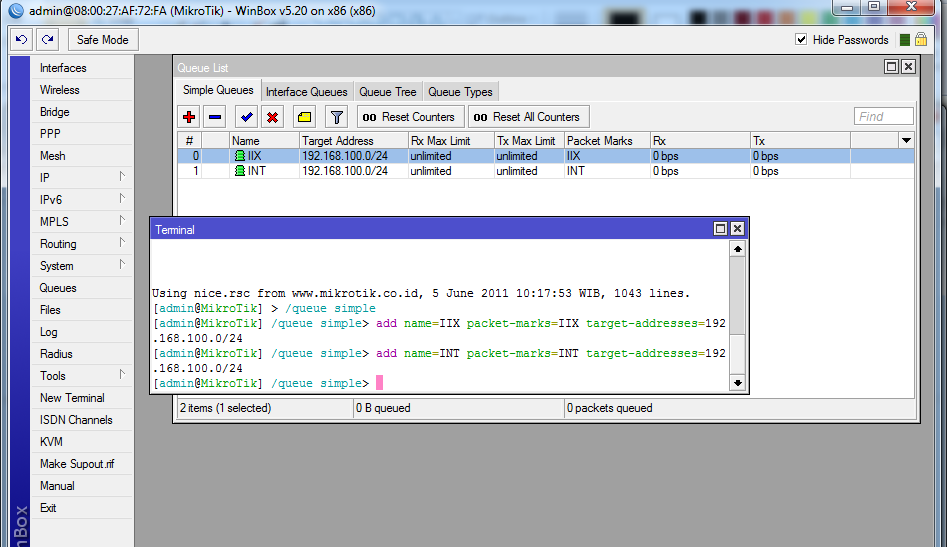 admin@08:00:27:AF:72:FA (MikroTik) - WinBox v5.20 on x86 (x86)
Safe Mode
Hide Passwords
Interfaces
Wireless
Bridge
PPP
Mesh
IP
IPv6
MPLS
Routing
System
Queues
Files
Log
Radius
Tools
New Terminal
ISDN Channels
KVM
Make Supout.rif
Manual
Exit
Queue List
Simple Queues Interface Queues Queue Tree Queue Types
00 Reset Counters 00 Reset All Counters Find
# Name Target Address Rx Max Limit Tx Max Limit Packet Marks Rx Tx
0 IIX 192.168.100.0/24 unlimited unlimited IIX 0 bps 0 bps
1 INT 192.168.100.0/24 unlimited unlimited INT 0 bps 0 bps
Terminal
Using nice.rsc from www.mikrotik.co.id, 5 June 2011 10:17:53 WIB, 1043 lines.
[admin@MikroTik] > /queue simple
[admin@MikroTik] /queue simple> add name=IIX packet-marks=IIX target-addresses=192
.168.100.0/24
[admin@MikroTik] /queue simple> add name=INT packet-marks=INT target-addresses=192
.168.100.0/24
[admin@MikroTik] /queue simple>
2 items (1 selected) 0 B queued 0 packets queued